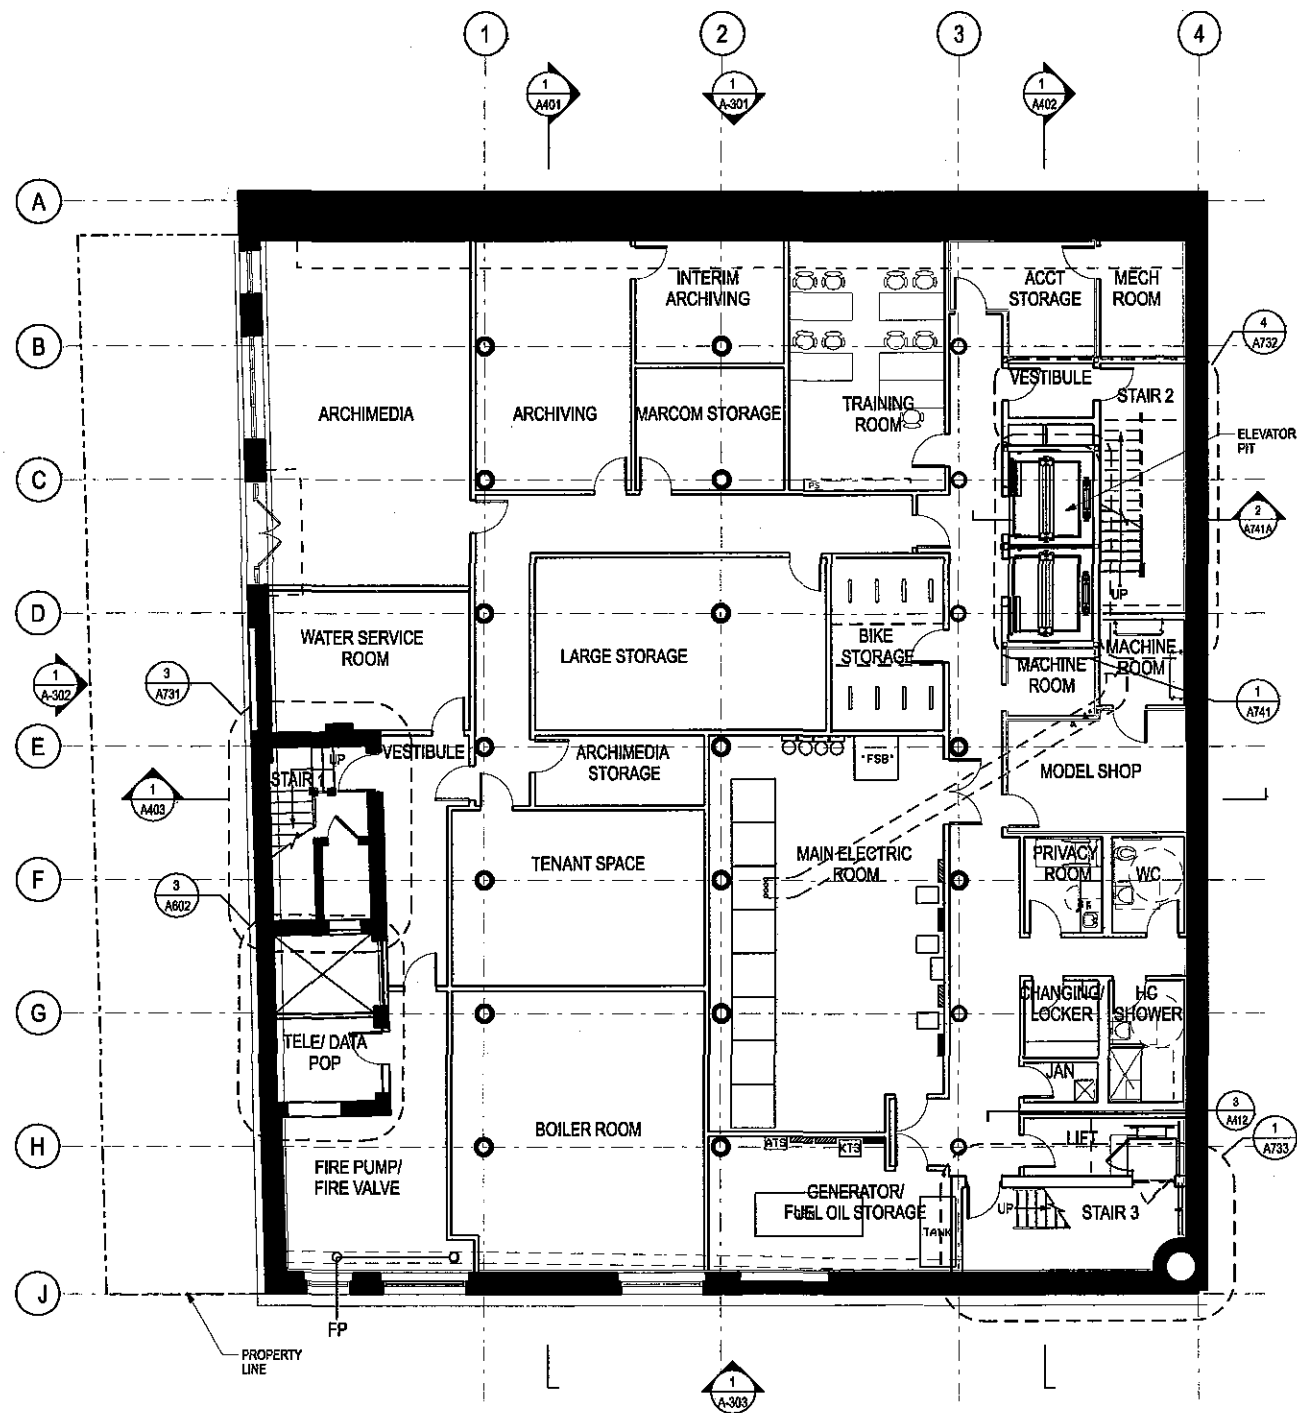 1
2
3
4
1
A401
1
A-301
1
A402
A
INTERIM
ARCHIVING
ACCT
STORAGE
MECH
ROOM
4
A732
B
VESTIBULE
STAIR 2
ARCHIMEDIA
ARCHIVING
MARCOM STORAGE
TRAINING
ROOM
ELEVATOR
PIT
C
PS
2
A741A
D
UP
WATER SERVICE
ROOM
LARGE STORAGE
BIKE
STORAGE
MACHINE
ROOM
MACHINE
ROOM
1
A-302
3
A731
1
A741
E
VESTIBULE
UP
STAIR 1
ARCHIMEDIA
STORAGE
"FSB"
MODEL SHOP
1
A403
TENANT SPACE
MAIN ELECTRIC
ROOM
PRIVACY
ROOM
WC
F
3
A602
G
CHANGING/
LOCKER
HC
SHOWER
TELE/ DATA
POP
JAN
3
A412
H
BOILER ROOM
ATS
KTS
LIFT
1
A733
FIRE PUMP/
FIRE VALVE
GENERATOR/
FUEL OIL STORAGE
TANK
UP
STAIR 3
J
FP
PROPERTY
LINE
1
A-303